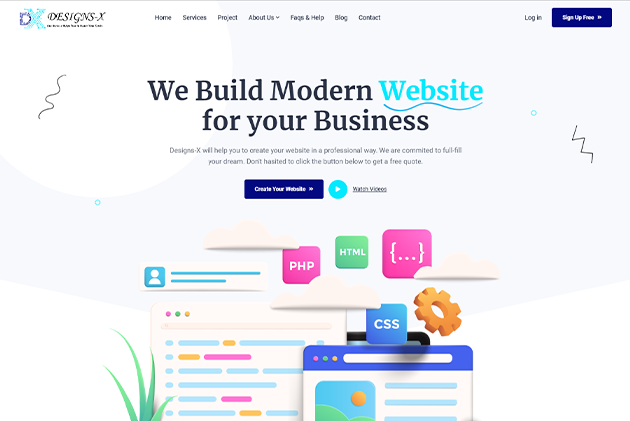 DX DESIGNS-X
Home Services Project About Us Faqs & Help Blog Contact Log in Sign Up Free »
We Build Modern Website
for your Business
Designs-X will help you to create your website in a professional way. We are commited to full-fill
your dream. Don't hasited to click the button below to get a free quote.
Create Your Website » Watch Videos
PHP HTML {...}
CSS